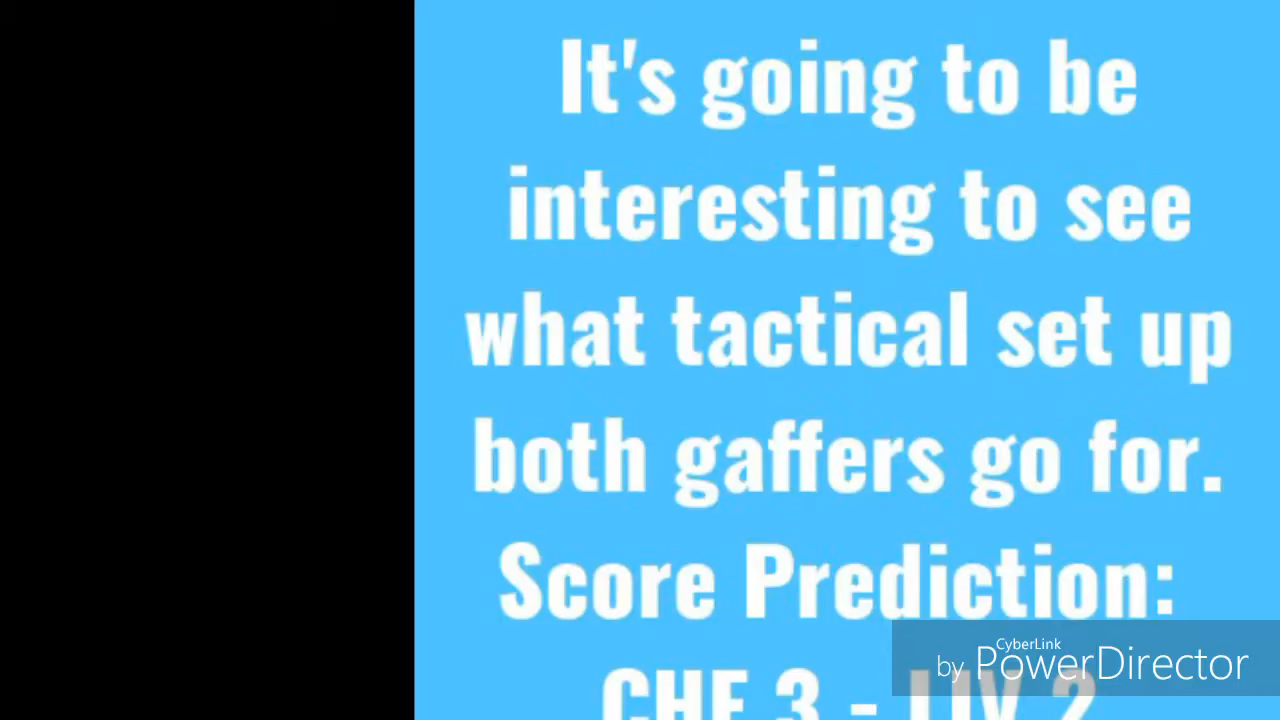 It's going to be
interesting to see
what tactical set up
both gaffers go for.
Score Prediction:
CHE 3 - LIV 2
CyberLink
by PowerDirector